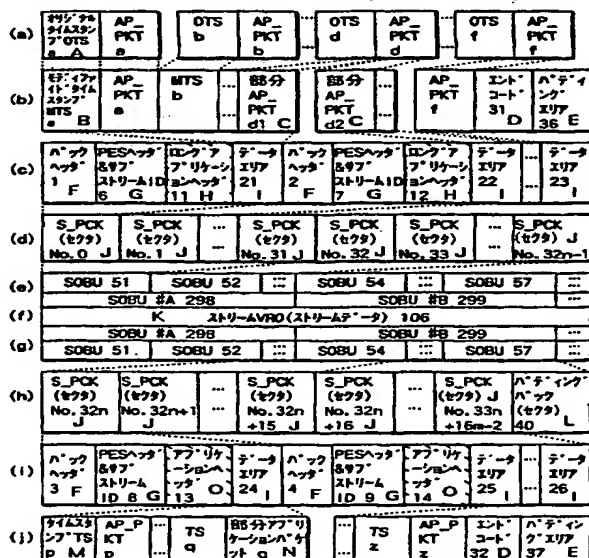 (a) オリジナル タイムスタンプ OTS a A AP_PKT a OTS b AP_PKT b … OTS d AP_PKT d … OTS f AP_PKT f
(b) モディファイド タイムスタンプ MTS a B AP_PKT a MTS b … 部分 AP_PKT d1 C 部分 AP_PKT d2 C … AP_PKT f エンドコード 31 D パディングエリア 36 E
(c) パックヘッダ 1 F PESヘッダ&サブストリームID 6 G ロングアプリケーションヘッダ 11 H データエリア 21 I パックヘッダ 2 F PESヘッダ&サブストリームID 7 G ロングアプリケーションヘッダ 12 H データエリア 22 I … データエリア 23 I
(d) S_PCK (セクタ) No.0 J S_PCK (セクタ) No.1 J … S_PCK (セクタ) No.31 J S_PCK (セクタ) No.32 J S_PCK (セクタ) No.33 J … S_PCK (セクタ) J No.32n-1
(e) SOBU 51 SOBU 52 … SOBU 54 … SOBU 57 …
SOBU #A 298 SOBU #B 299 …
(f) K ストリームVRO(ストリームデータ) 106
SOBU #A 298 SOBU #B 299 …
(g) SOBU 51 SOBU 52 … SOBU 54 … SOBU 57 …
(h) S_PCK (セクタ) No.32n J S_PCK (セクタ) No.32n+1 J … S_PCK (セクタ) No.32n +15 J S_PCK (セクタ) No.32n +16 J … S_PCK (セクタ) J No.33n +16m-2 パディングパック (セクタ) 40 L
(i) パックヘッダ 3 F PESヘッダ&サブストリームID 8 G アプリケーションヘッダ 13 O データエリア 24 I パックヘッダ 4 F PESヘッダ&サブストリームID 9 G アプリケーションヘッダ 14 O データエリア 25 I … データエリア 26 I
(j) タイムスタンプ TS p M AP_PKT p … TS q 部分アプリケーションパケット q N … TS z AP_PKT z エンドコード 32 D パディングエリア 37 E